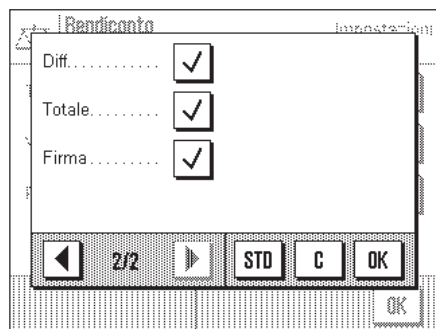 Rendiconto Impostazioni
Diff............
Totale.........
Firma.........
2/2 STD C OK
OK